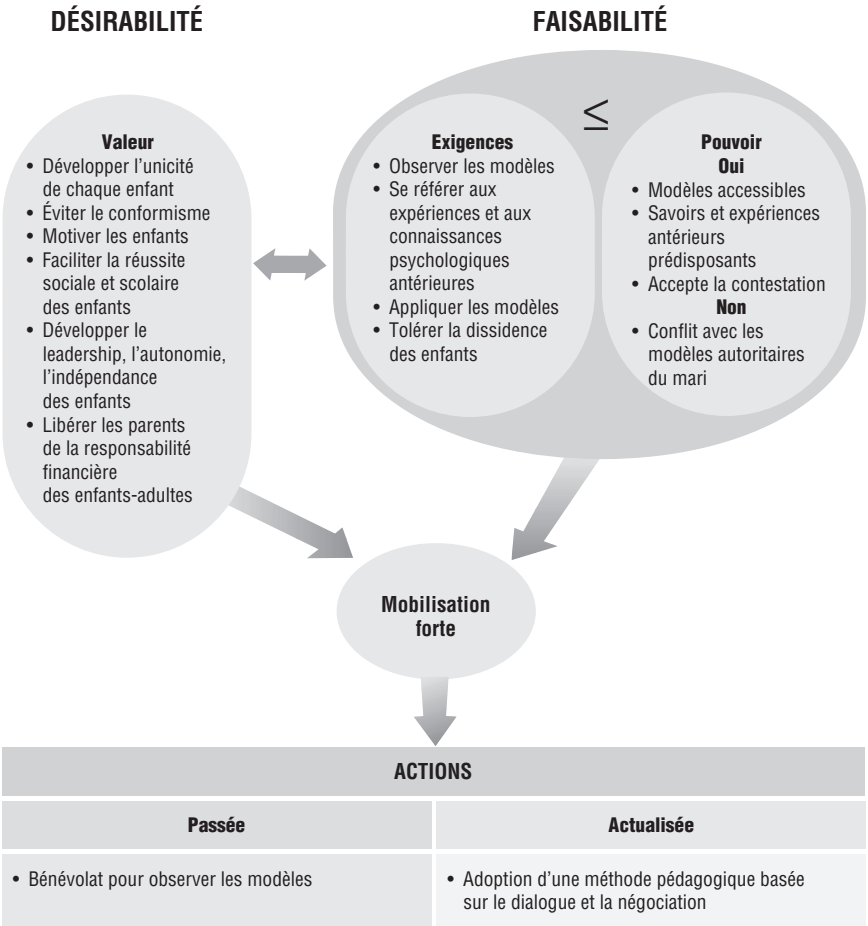 DÉSIRABILITÉ
FAISABILITÉ
Valeur
• Développer l’unicité
de chaque enfant
• Éviter le conformisme
• Motiver les enfants
• Faciliter la réussite
sociale et scolaire
des enfants
• Développer le
leadership, l’autonomie,
l’indépendance
des enfants
• Libérer les parents
de la responsabilité
financière
des enfants-adultes
Exigences
• Observer les modèles
• Se référer aux
expériences et aux
connaissances
psychologiques
antérieures
• Appliquer les modèles
• Tolérer la dissidence
des enfants
≤
Pouvoir
Oui
• Modèles accessibles
• Savoirs et expériences
antérieurs
prédisposants
• Accepte la contestation
Non
• Conflit avec les
modèles autoritaires
du mari
Mobilisation
forte
ACTIONS
Passée
Actualisée
• Bénévolat pour observer les modèles
• Adoption d’une méthode pédagogique basée
sur le dialogue et la négociation